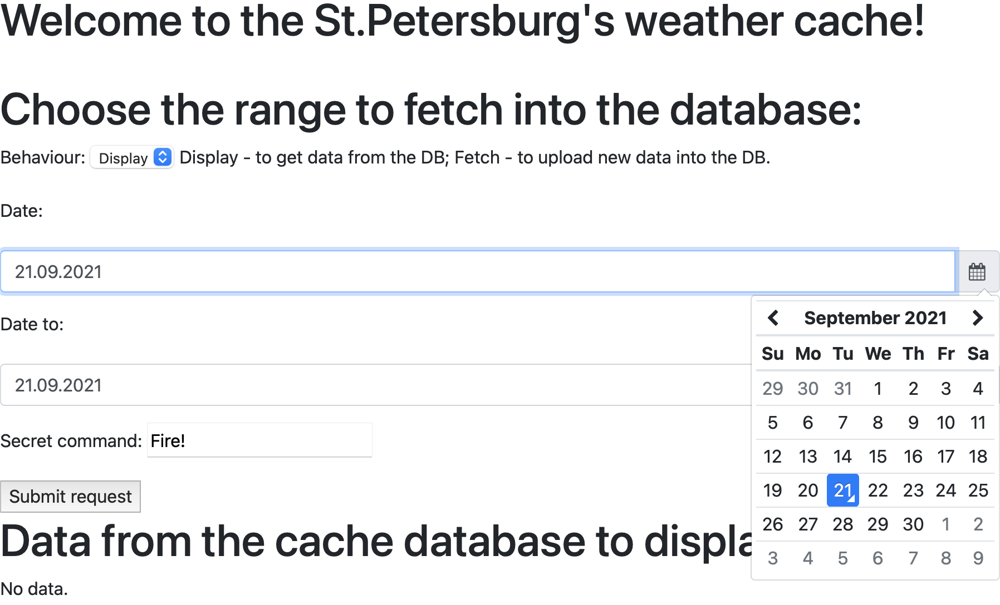 Welcome to the St.Petersburg's weather cache!
Choose the range to fetch into the database:
Behaviour: Display Display - to get data from the DB; Fetch - to upload new data into the DB.
Date:
21.09.2021
Date to:
21.09.2021
Secret command: Fire!
Submit request
Data from the cache database to displa
No data.
September 2021
Su Mo Tu We Th Fr Sa
29 30 31 1 2 3 4
5 6 7 8 9 10 11
12 13 14 15 16 17 18
19 20 21 22 23 24 25
26 27 28 29 30 1 2
3 4 5 6 7 8 9